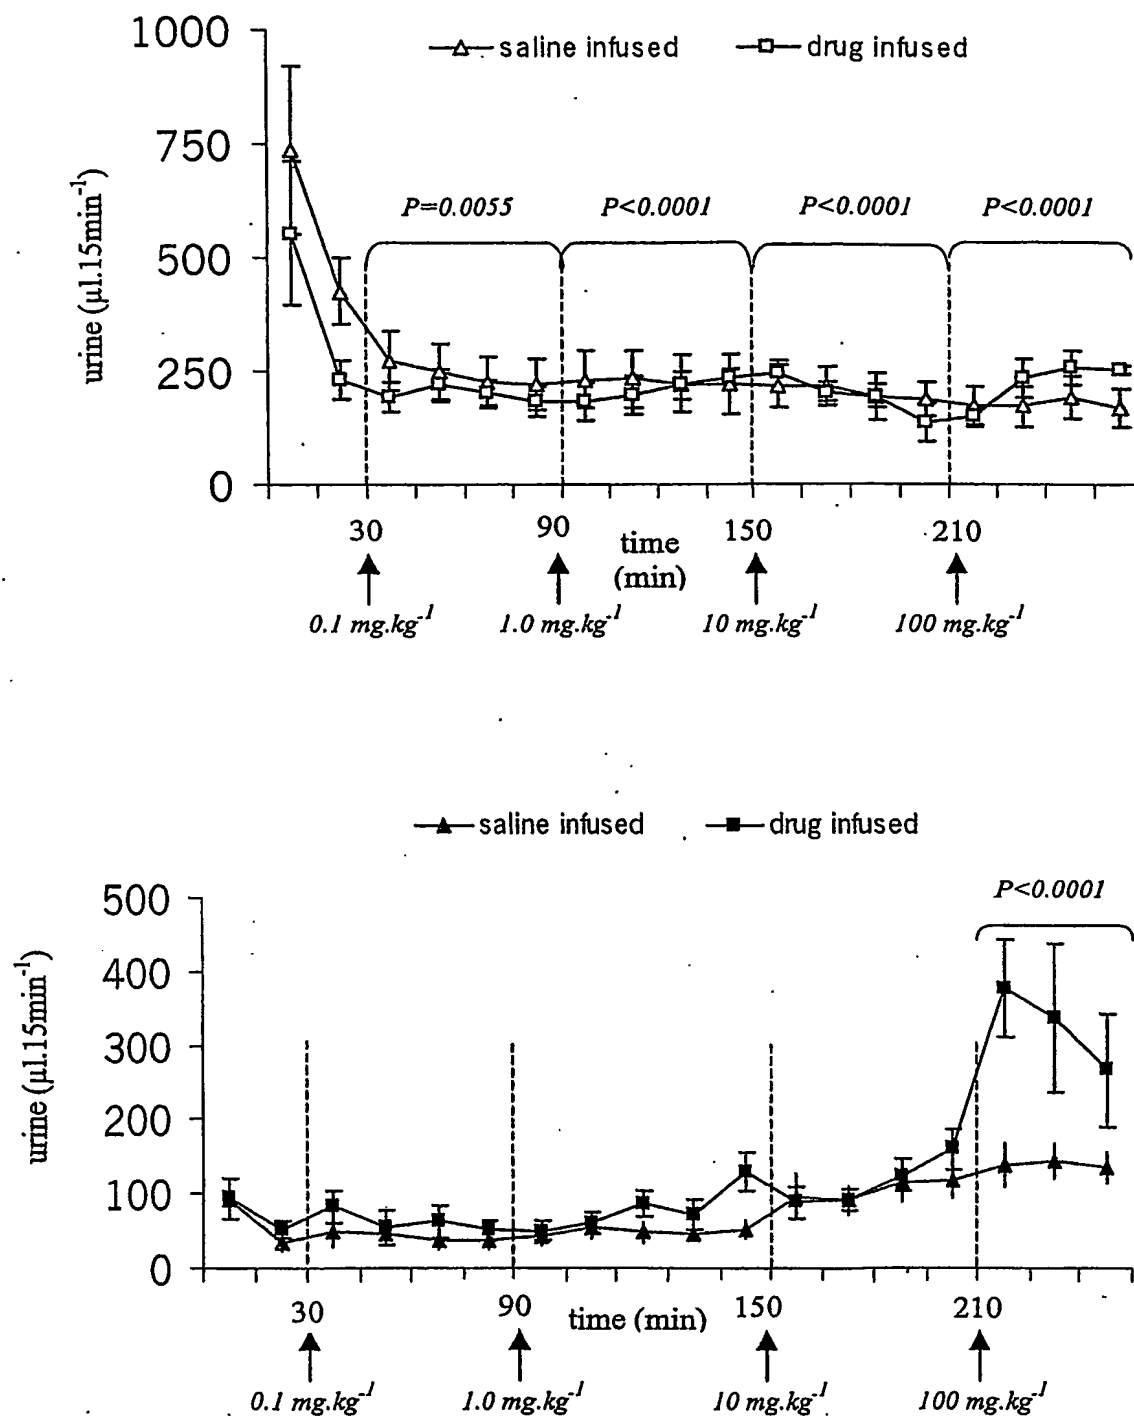 1000
saline infused drug infused
750
P=0.0055 P<0.0001 P<0.0001 P<0.0001
500
urine (µl.15min⁻¹)
250
0
30 90 150 210
time
(min)
0.1 mg.kg⁻¹ 1.0 mg.kg⁻¹ 10 mg.kg⁻¹ 100 mg.kg⁻¹
saline infused drug infused
500
P<0.0001
400
urine (µl.15min⁻¹)
300
200
100
0
30 90 150 210
time (min)
0.1 mg.kg⁻¹ 1.0 mg.kg⁻¹ 10 mg.kg⁻¹ 100 mg.kg⁻¹